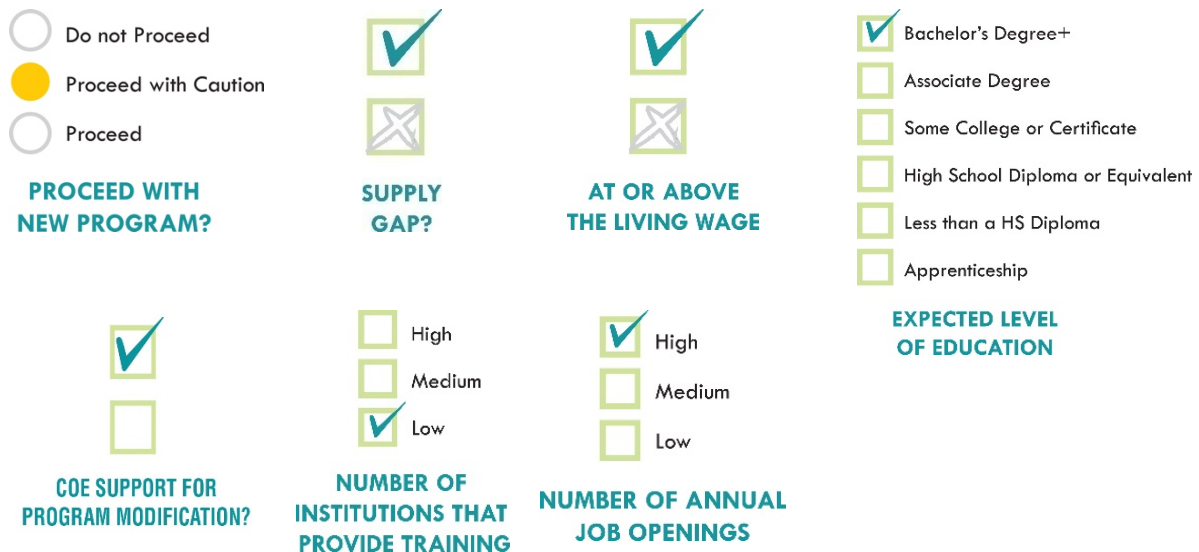 Do not Proceed
Proceed with Caution
Proceed
PROCEED WITH
NEW PROGRAM?
SUPPLY
GAP?
AT OR ABOVE
THE LIVING WAGE
Bachelor's Degree+
Associate Degree
Some College or Certificate
High School Diploma or Equivalent
Less than a HS Diploma
Apprenticeship
EXPECTED LEVEL
OF EDUCATION
COE SUPPORT FOR
PROGRAM MODIFICATION?
High
Medium
Low
NUMBER OF
INSTITUTIONS THAT
PROVIDE TRAINING
High
Medium
Low
NUMBER OF ANNUAL
JOB OPENINGS